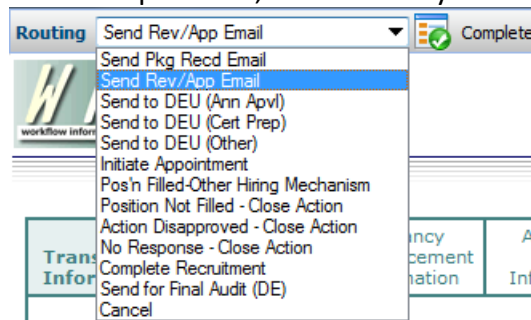 Routing Send Rev/App Email Complete
Send Pkg Recd Email
Send Rev/App Email
Send to DEU (Ann Apvl)
Send to DEU (Cert Prep)
Send to DEU (Other)
Initiate Appointment
Pos'n Filled-Other Hiring Mechanism
Position Not Filled - Close Action
Action Disapproved - Close Action
No Response - Close Action
Complete Recruitment
Send for Final Audit (DE)
Cancel
workflow inform